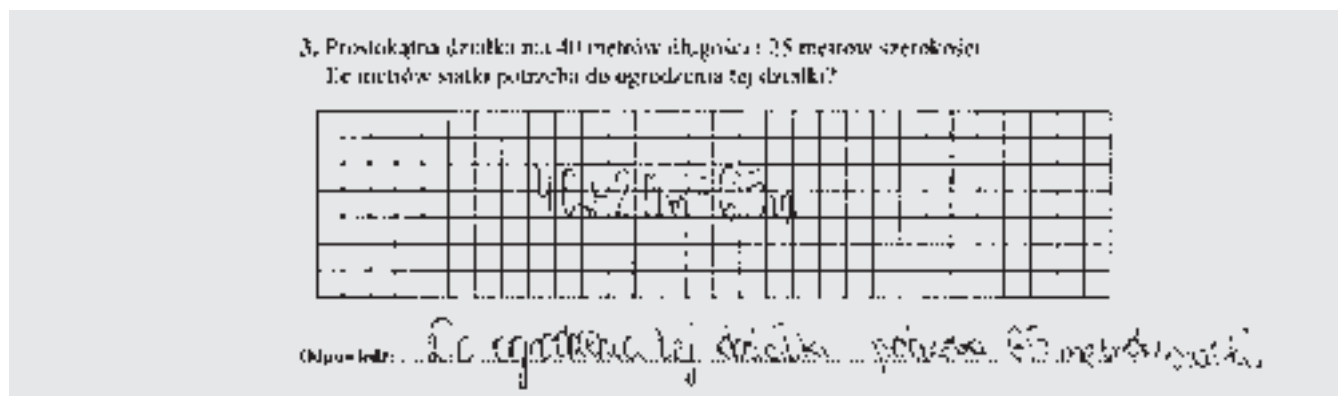 3. Prostokątna działka ma 40 metrów długości i 25 metrów szerokości
Ile metrów siatki potrzeba do ogrodzenia tej działki?
40+25m=65m
Odpowiedź: Do ogrodzenia tej działki potrzeba 65 metrów siatki.